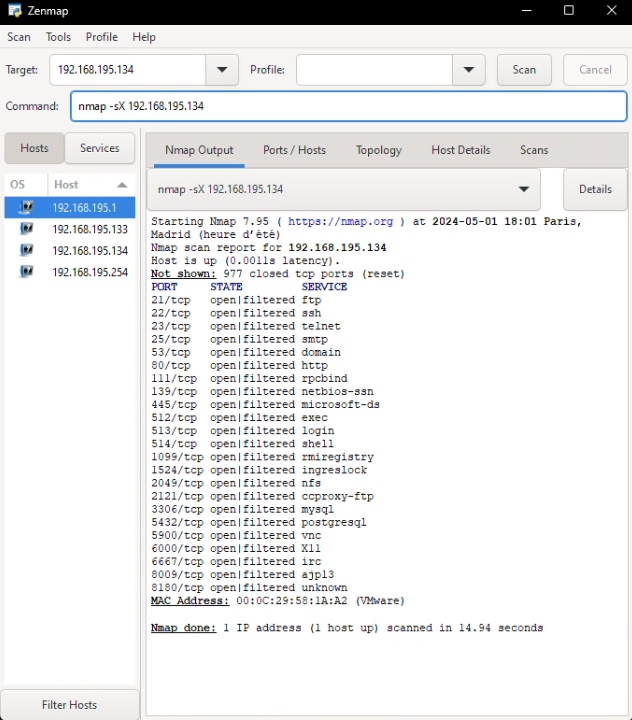 Zenmap
Scan Tools Profile Help
Target: 192.168.195.134 Profile: Scan Cancel
Command: nmap -sX 192.168.195.134
Hosts Services
Nmap Output Ports / Hosts Topology Host Details Scans
OS Host
192.168.195.1
192.168.195.133
192.168.195.134
192.168.195.254
nmap -sX 192.168.195.134 Details
Starting Nmap 7.95 ( https://nmap.org ) at 2024-05-01 18:01 Paris,
Madrid (heure d'été)
Nmap scan report for 192.168.195.134
Host is up (0.0011s latency).
Not shown: 977 closed tcp ports (reset)
PORT STATE SERVICE
21/tcp open|filtered ftp
22/tcp open|filtered ssh
23/tcp open|filtered telnet
25/tcp open|filtered smtp
53/tcp open|filtered domain
80/tcp open|filtered http
111/tcp open|filtered rpcbind
139/tcp open|filtered netbios-ssn
445/tcp open|filtered microsoft-ds
512/tcp open|filtered exec
513/tcp open|filtered login
514/tcp open|filtered shell
1099/tcp open|filtered rmiregistry
1524/tcp open|filtered ingreslock
2049/tcp open|filtered nfs
2121/tcp open|filtered ccproxy-ftp
3306/tcp open|filtered mysql
5432/tcp open|filtered postgresql
5900/tcp open|filtered vnc
6000/tcp open|filtered X11
6667/tcp open|filtered irc
8009/tcp open|filtered ajp13
8180/tcp open|filtered unknown
MAC Address: 00:0C:29:58:1A:A2 (VMware)
Nmap done: 1 IP address (1 host up) scanned in 14.94 seconds
Filter Hosts